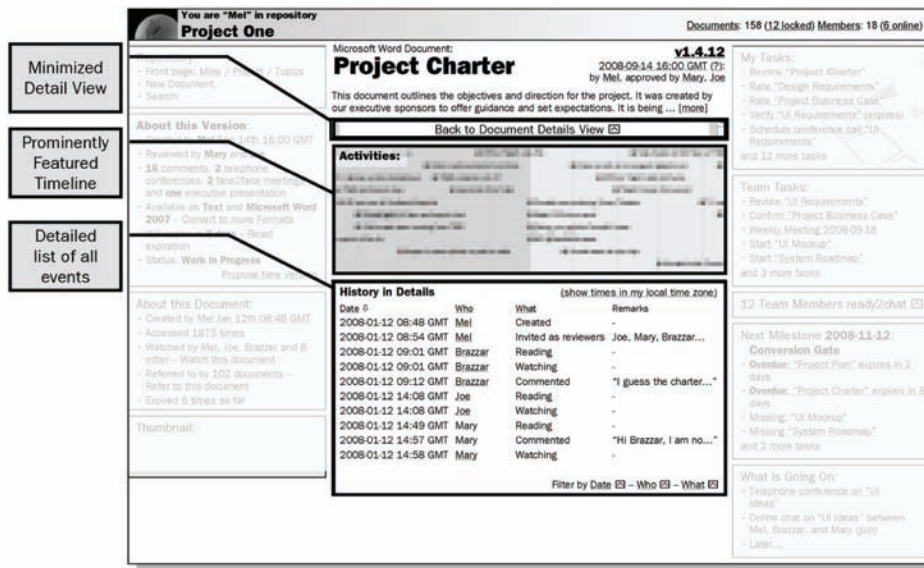 You are "Mel" in repository
Project One
Documents: 158 (12 locked) Members: 18 (6 online)
Minimized
Detail View
Prominently
Featured
Timeline
Detailed
list of all
events
Repository:
· Front page: Mine / Project / Topics
· New Document
· Search
About this Version:
· Created by Mel Jan 14th 16:00 GMT
· Reviewed by Mary and
· 16 comments, 2 telephone
conferences, 2 face2face meetings
and one executive presentation
· Available as Text and Microsoft Word
2007 – Convert to more Formats
expiration
· Status: Work in Progress
Propose New Version
About this Document:
· Created by Mel Jan 12th 08:48 GMT
· Accessed 1875 times
· Watched by Mel, Joe, Brazzar and 6
other – Watch this document
· Referred to by 102 documents –
Refer to this document
· Expired 6 times so far
Thumbnail:
Microsoft Word Document:
Project Charter
v1.4.12
2008-09-14 16:00 GMT (?):
by Mel, approved by Mary, Joe
This document outlines the objectives and direction for the project. It was created by
our executive sponsors to offer guidance and set expectations. It is being ... [more]
Back to Document Details View
Activities:
History in Details
(show times in my local time zone)
Date Who What Remarks
2008-01-12 08:48 GMT Mel Created -
2008-01-12 08:54 GMT Mel Invited as reviewers Joe, Mary, Brazzar...
2008-01-12 09:01 GMT Brazzar Reading -
2008-01-12 09:01 GMT Brazzar Watching -
2008-01-12 09:12 GMT Brazzar Commented "I guess the charter..."
2008-01-12 14:08 GMT Joe Reading -
2008-01-12 14:08 GMT Joe Watching -
2008-01-12 14:49 GMT Mary Reading -
2008-01-12 14:57 GMT Mary Commented "Hi Brazzar, I am no..."
2008-01-12 14:58 GMT Mary Watching -
Filter by Date – Who – What
My Tasks:
· Review "Project Charter"
· Rate "Design Requirements"
· Rate "Project Business Case"
· Verify "UI Requirements" (expires)
· Schedule conference call "UI
Requirements"
and 12 more tasks
Team Tasks:
· Review "UI Requirements"
· Confirm "Project Business Case"
· Weekly Meeting 2008-09-18
· Start "UI Mockup"
· Start "System Roadmap"
and 3 more tasks
12 Team Members ready2chat
Next Milestone 2008-11-12:
Conversion Gate
· Overdue: "Project Plan" expires in 2
days
· Overdue: "Project Charter" expires in 8
days
· Missing: "UI Mockup"
· Missing "System Roadmap"
and 2 more tasks
What is Going On:
· Telephone conference on "UI
Ideas"
· Online chat on "UI Ideas" between
Mel, Brazzar, and Mary (join)
· Later...